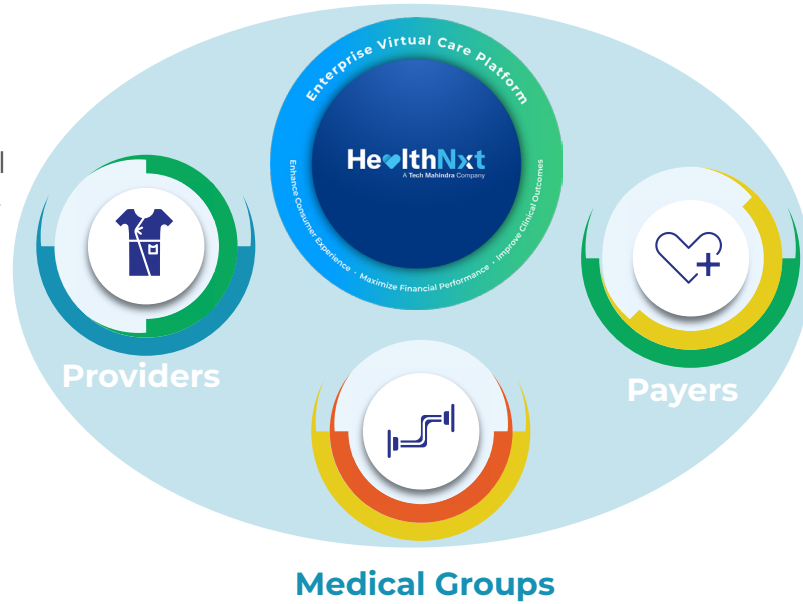 Enterprise Virtual Care Platform
HealthNxt
A Tech Mahindra Company
Enhance Consumer Experience · Maximize Financial Performance · Improve Clinical Outcomes
Providers
Payers
Medical Groups